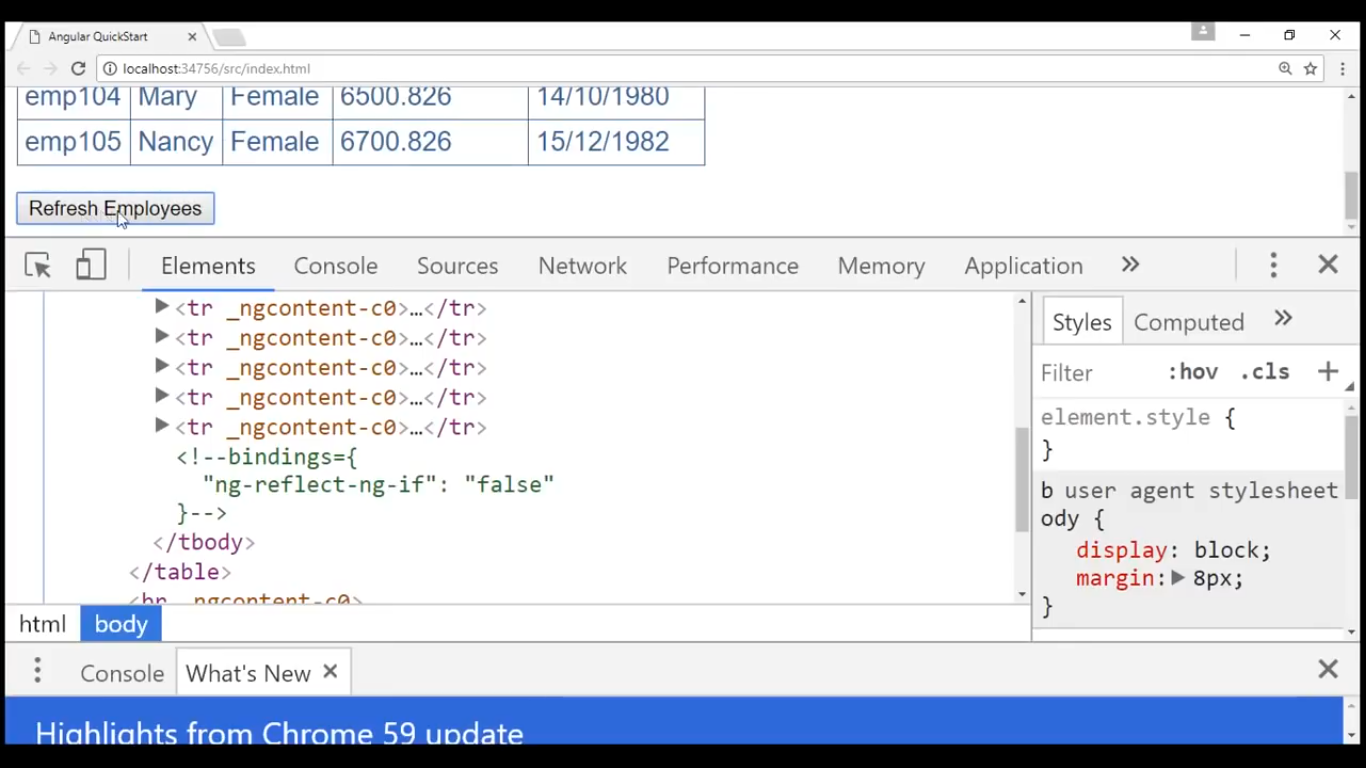 Angular QuickStart
localhost:34756/src/index.html
emp104 Mary Female 6500.826 14/10/1980
emp105 Nancy Female 6700.826 15/12/1982
Refresh Employees
Elements Console Sources Network Performance Memory Application »
<tr _ngcontent-c0>…</tr>
<tr _ngcontent-c0>…</tr>
<tr _ngcontent-c0>…</tr>
<tr _ngcontent-c0>…</tr>
<tr _ngcontent-c0>…</tr>
<!--bindings={
"ng-reflect-ng-if": "false"
}-->
</tbody>
</table>
<br _ngcontent-c0>
html body
Styles Computed »
Filter :hov .cls +
element.style {
}
b user agent stylesheet
ody {
display: block;
margin: 8px;
}
Console What's New
Highlights from Chrome 59 update